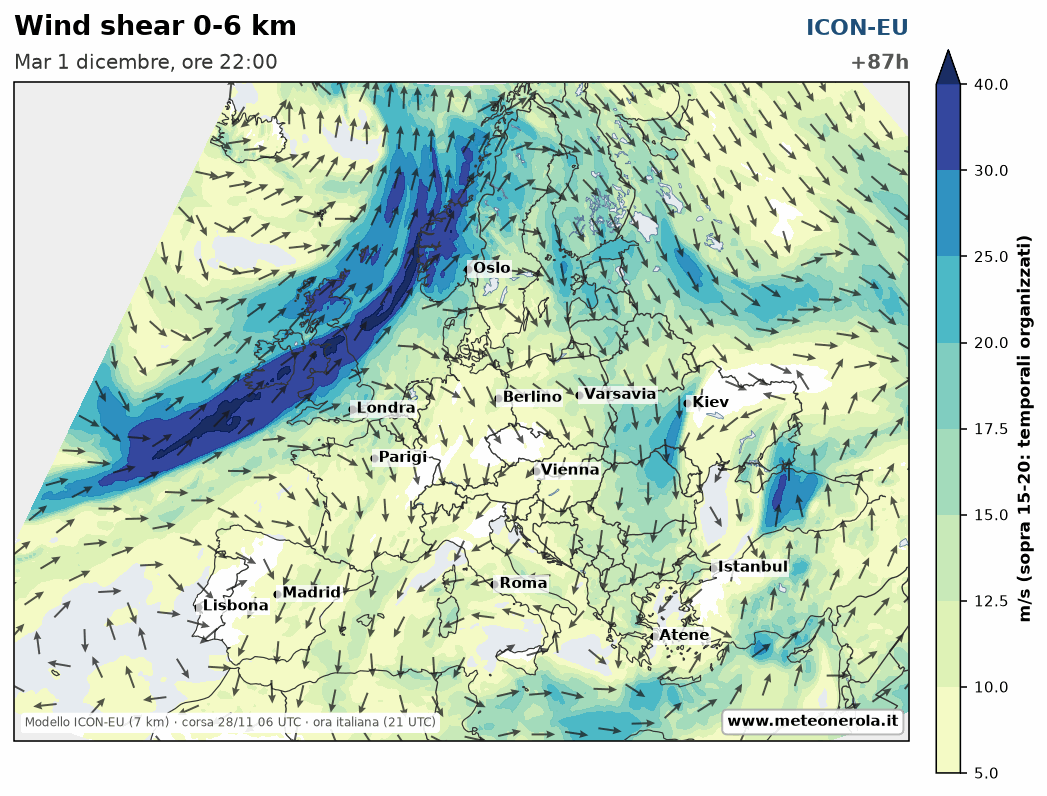 Wind shear 0-6 km
ICON-EU
Mar 1 dicembre, ore 22:00
+87h
40.0
30.0
25.0
20.0
17.5
15.0
12.5
10.0
5.0
m/s (sopra 15-20: temporali organizzati)
Oslo
Berlino
Varsavia
Kiev
Londra
Parigi
Vienna
Istanbul
Roma
Madrid
Lisbona
Atene
Modello ICON-EU (7 km) · corsa 28/11 06 UTC · ora italiana (21 UTC)
www.meteonerola.it